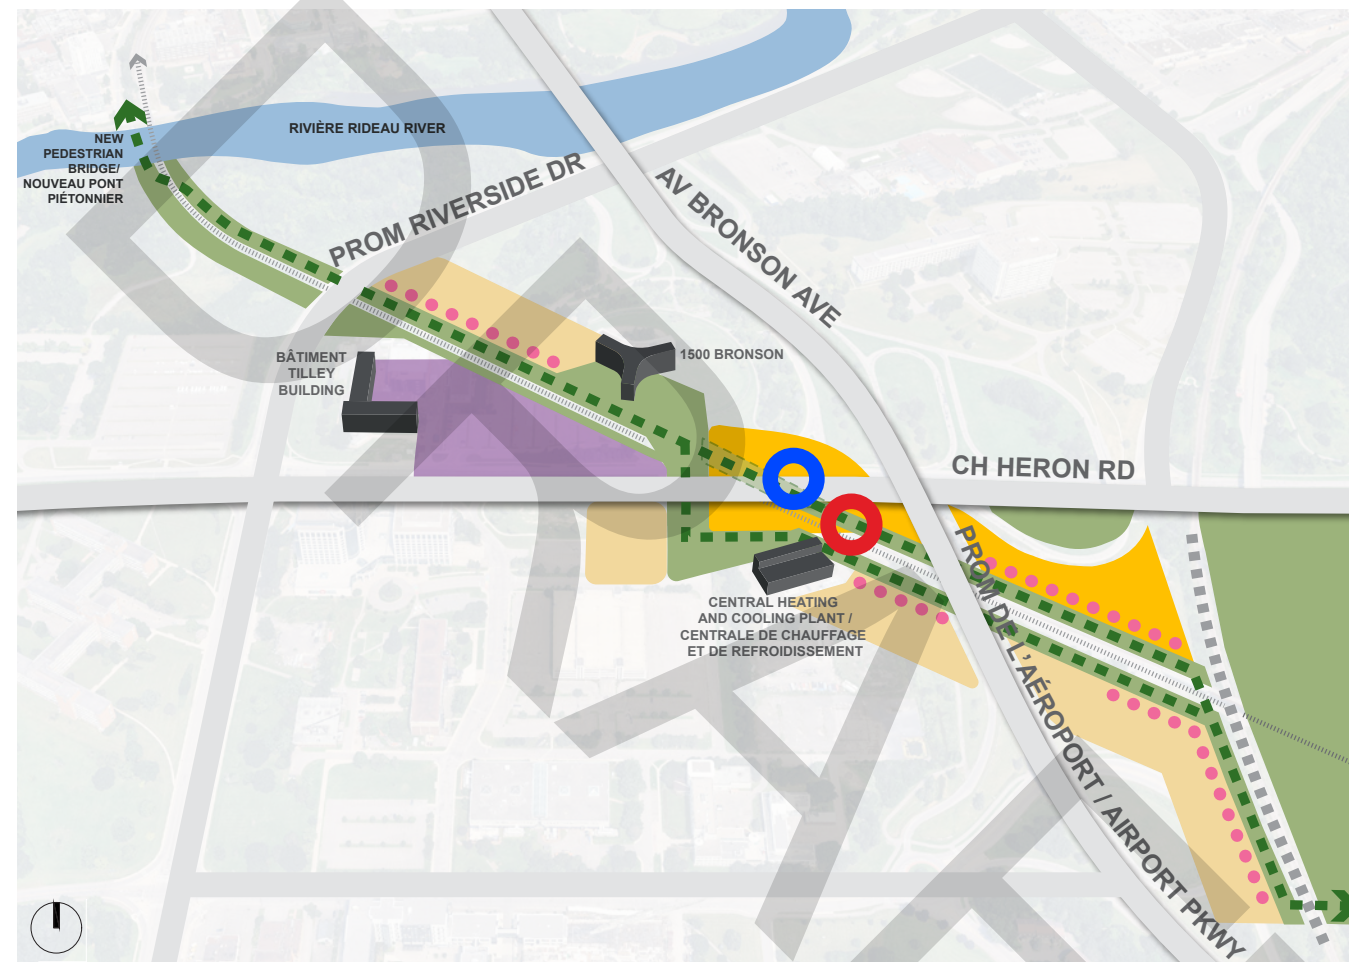 RIVIÈRE RIDEAU RIVER
NEW
PEDESTRIAN
BRIDGE/
NOUVEAU PONT
PIÉTONNIER
PROM RIVERSIDE DR
AV BRONSON AVE
BÂTIMENT
TILLEY
BUILDING
1500 BRONSON
CH HERON RD
CENTRAL HEATING
AND COOLING PLANT /
CENTRALE DE CHAUFFAGE
ET DE REFROIDISSEMENT
PROM DE L'AÉROPORT / AIRPORT PKWY
DRAFT